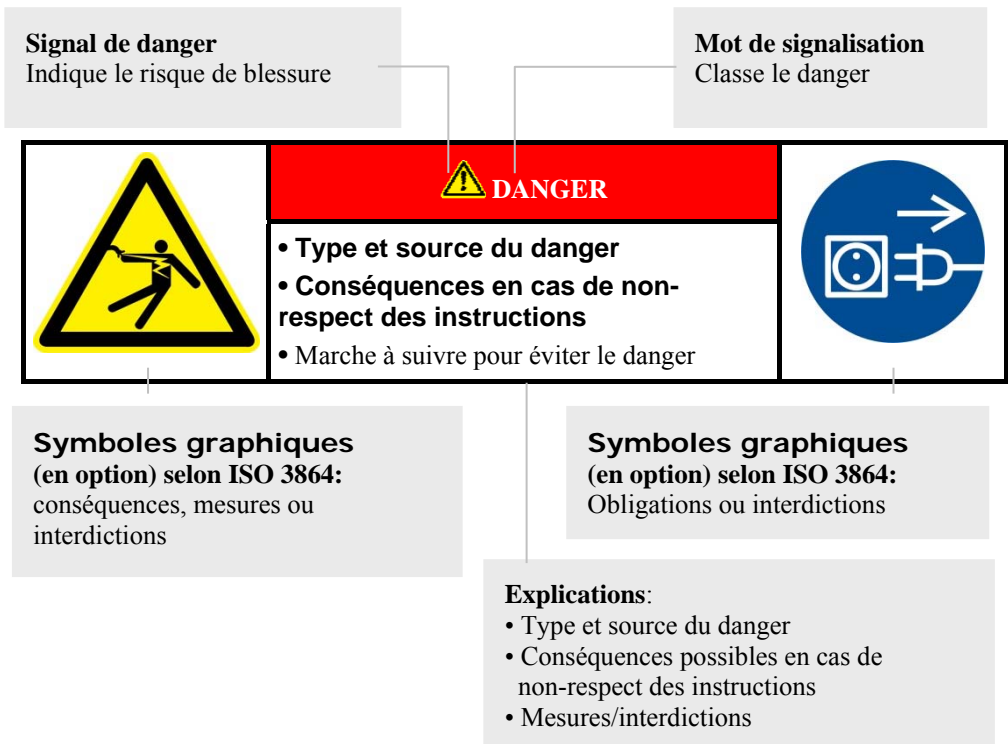 Signal de danger
Indique le risque de blessure
Mot de signalisation
Classe le danger
DANGER
• Type et source du danger
• Conséquences en cas de non-
respect des instructions
• Marche à suivre pour éviter le danger
Symboles graphiques
(en option) selon ISO 3864:
conséquences, mesures ou
interdictions
Symboles graphiques
(en option) selon ISO 3864:
Obligations ou interdictions
Explications:
• Type et source du danger
• Conséquences possibles en cas de
non-respect des instructions
• Mesures/interdictions